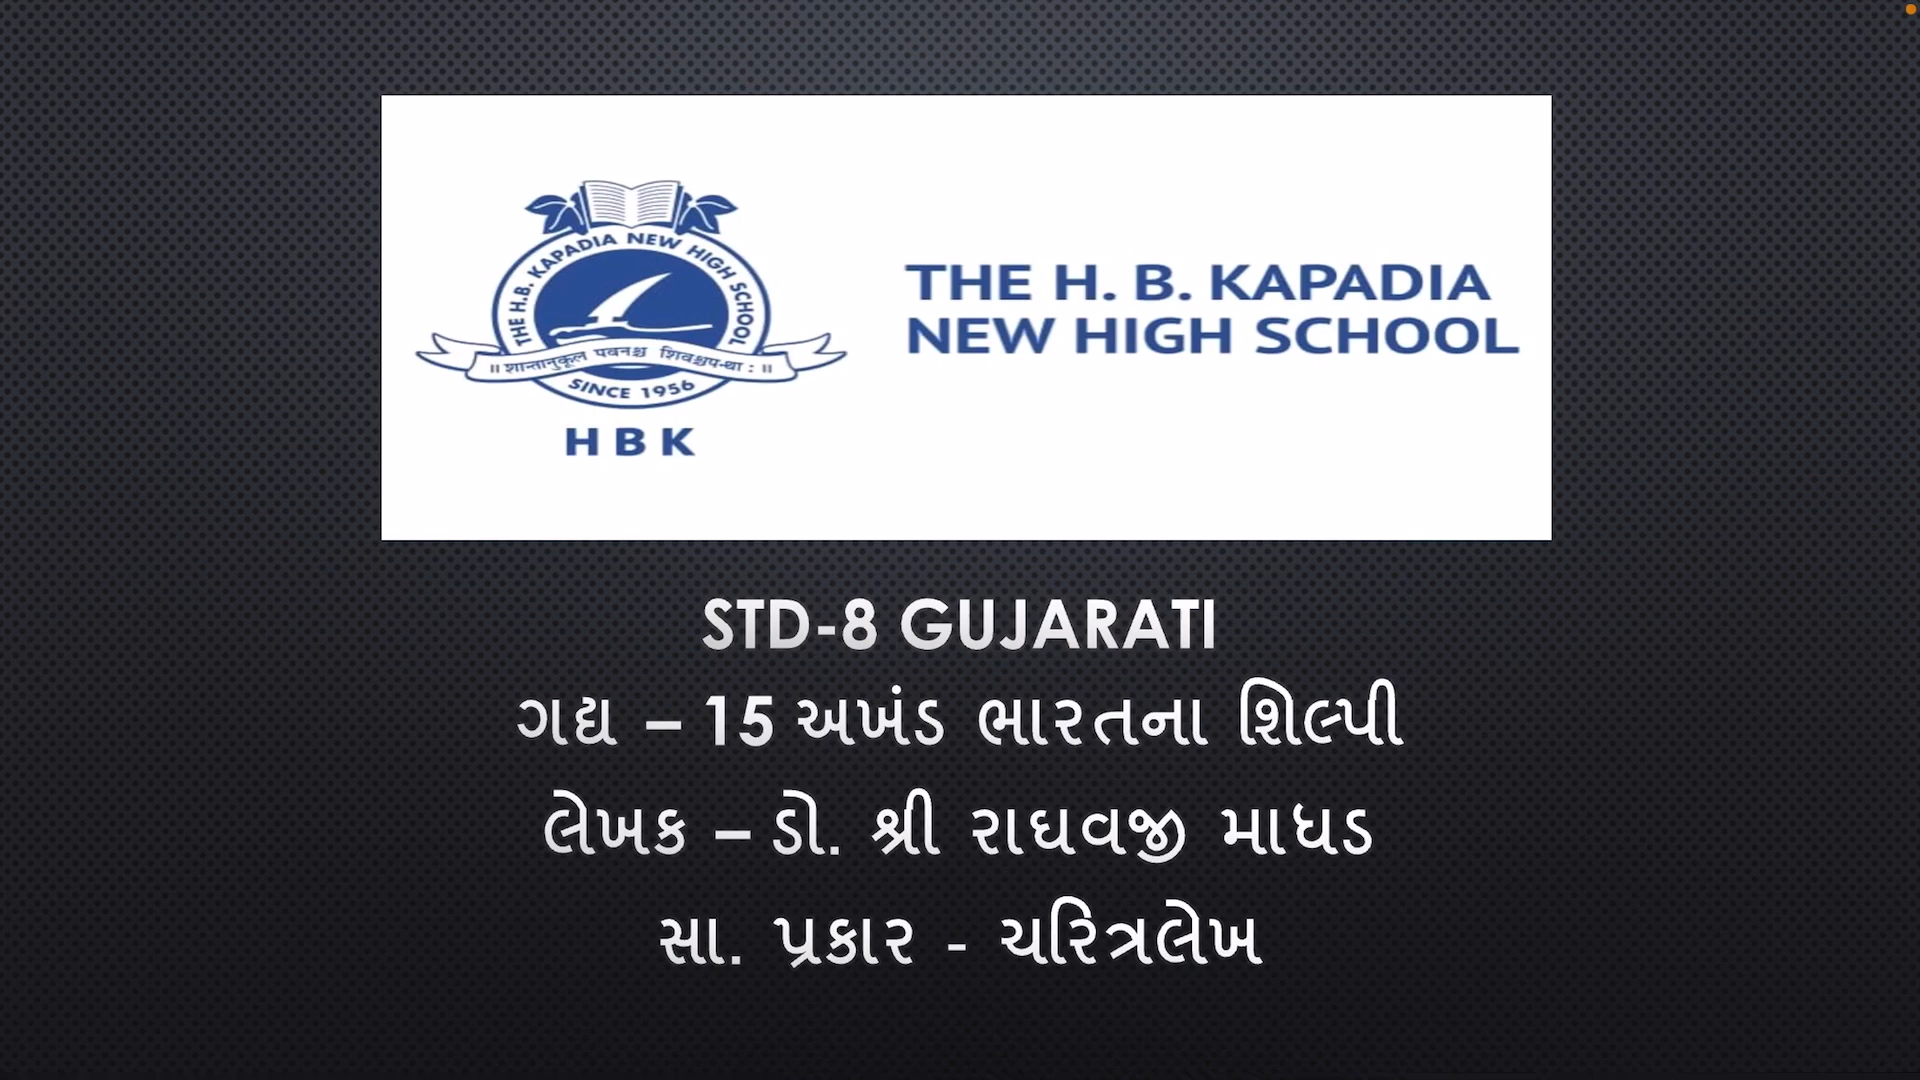 THE H.B. KAPADIA NEW HIGH SCHOOL
॥ शान्तानुकूल पवनश्च शिवश्चपन्थाः ॥
SINCE 1956
HBK
THE H. B. KAPADIA
NEW HIGH SCHOOL
STD-8 GUJARATI
ગદ્ય – 15 અખંડ ભારતના શિલ્પી
લેખક – ડો. શ્રી રાઘવજી માધડ
સા. પ્રકાર - ચરિત્રલેખ